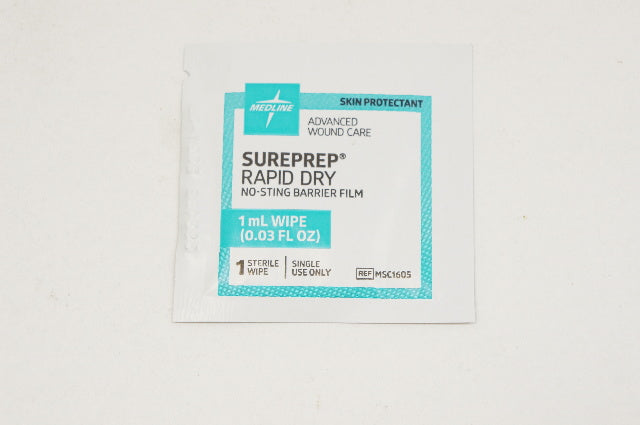 SKIN PROTECTANT
MEDLINE
ADVANCED
WOUND CARE
SUREPREP®
RAPID DRY
NO-STING BARRIER FILM
1 mL WIPE
(0.03 FL OZ)
1 STERILE WIPE
SINGLE USE ONLY
REF MSC1605